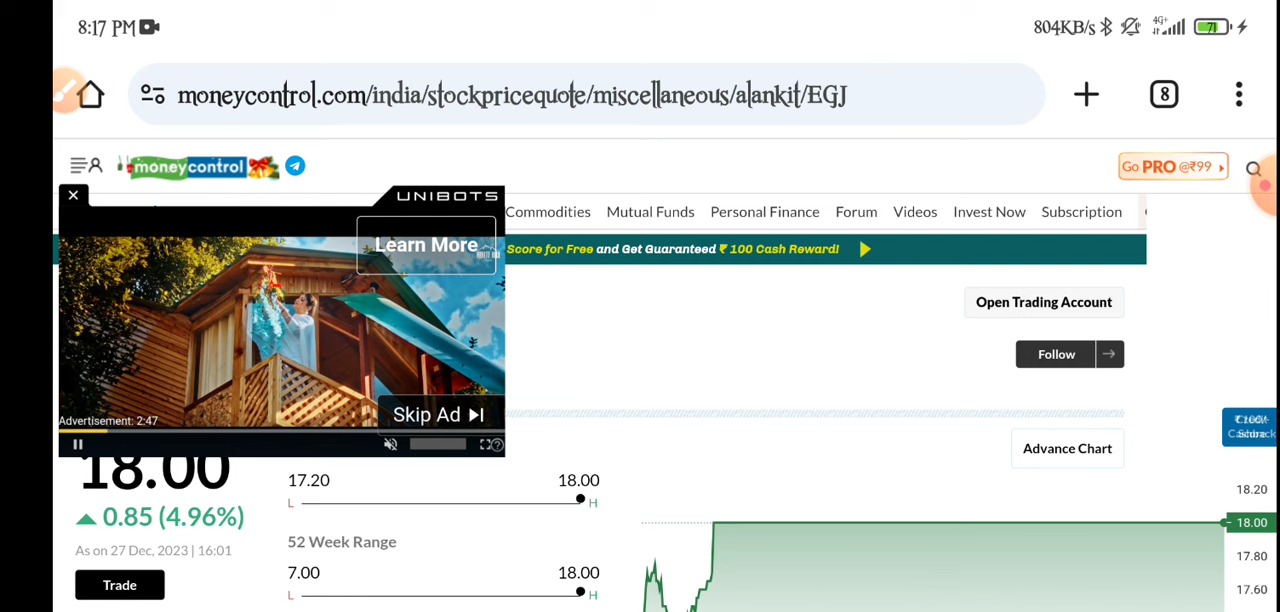 8:17 PM 804KB/s 4G+ 71
moneycontrol.com/india/stockpricequote/miscellaneous/alankit/EGJ 8
moneycontrol Go PRO @₹99
UNIBOTS
Commodities Mutual Funds Personal Finance Forum Videos Invest Now Subscription
Learn More
Score for Free and Get Guaranteed ₹ 100 Cash Reward!
Open Trading Account
Follow
Skip Ad
Advertisement: 2:47
Advance Chart
18.00
17.20 18.00
L H
0.85 (4.96%)
52 Week Range
As on 27 Dec, 2023 | 16:01
7.00 18.00
L H
Trade
18.20
18.00
17.80
17.60